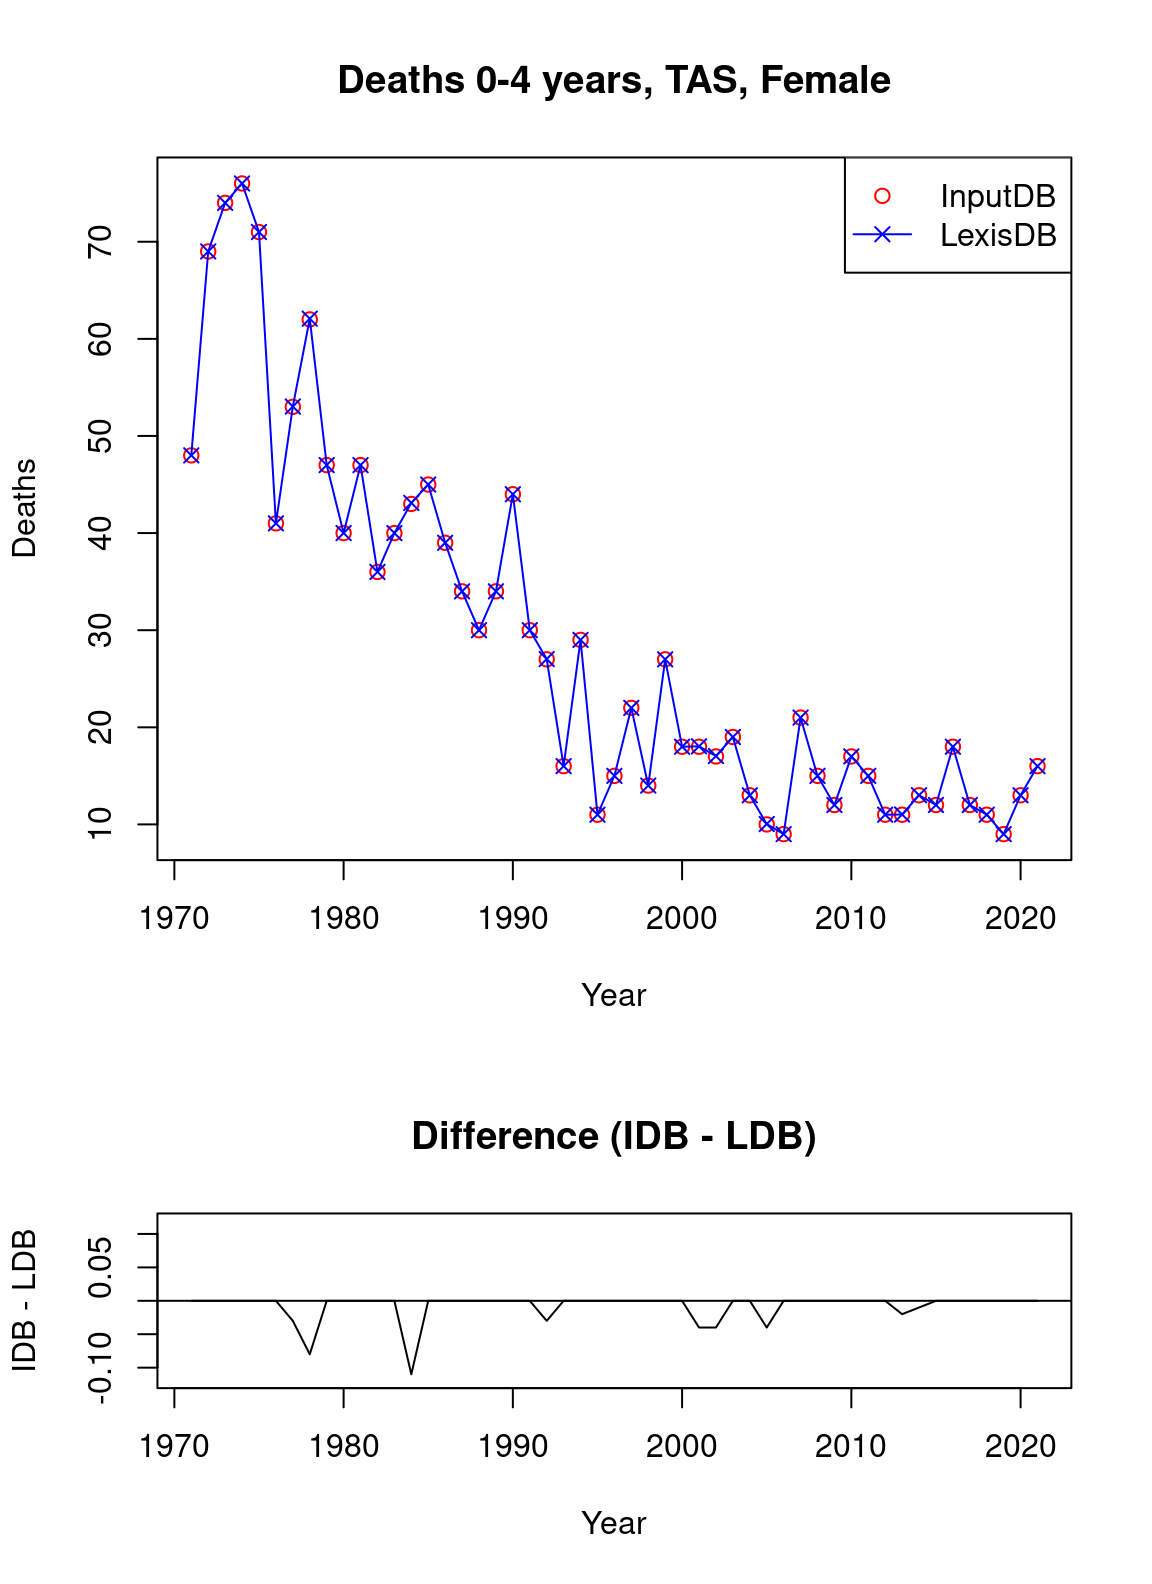 Deaths 0-4 years, TAS, Female
InputDB
LexisDB
Deaths
70
60
50
40
30
20
10
1970 1980 1990 2000 2010 2020
Year
Difference (IDB - LDB)
IDB - LDB
0.05
-0.10
1970 1980 1990 2000 2010 2020
Year